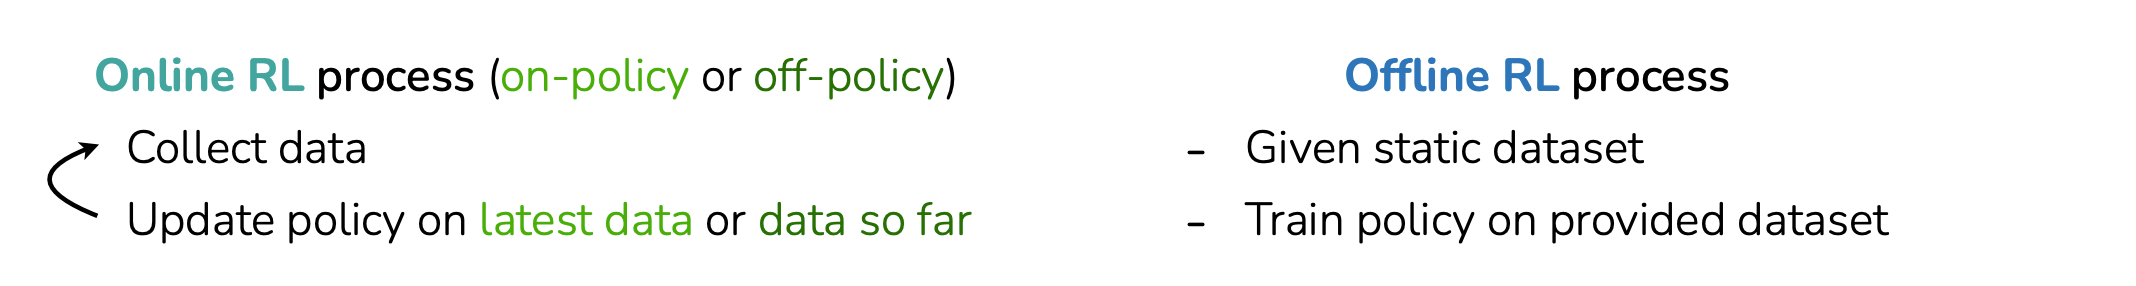 Online RL process (on-policy or off-policy)
Collect data
Update policy on latest data or data so far
Offline RL process
- Given static dataset
- Train policy on provided dataset